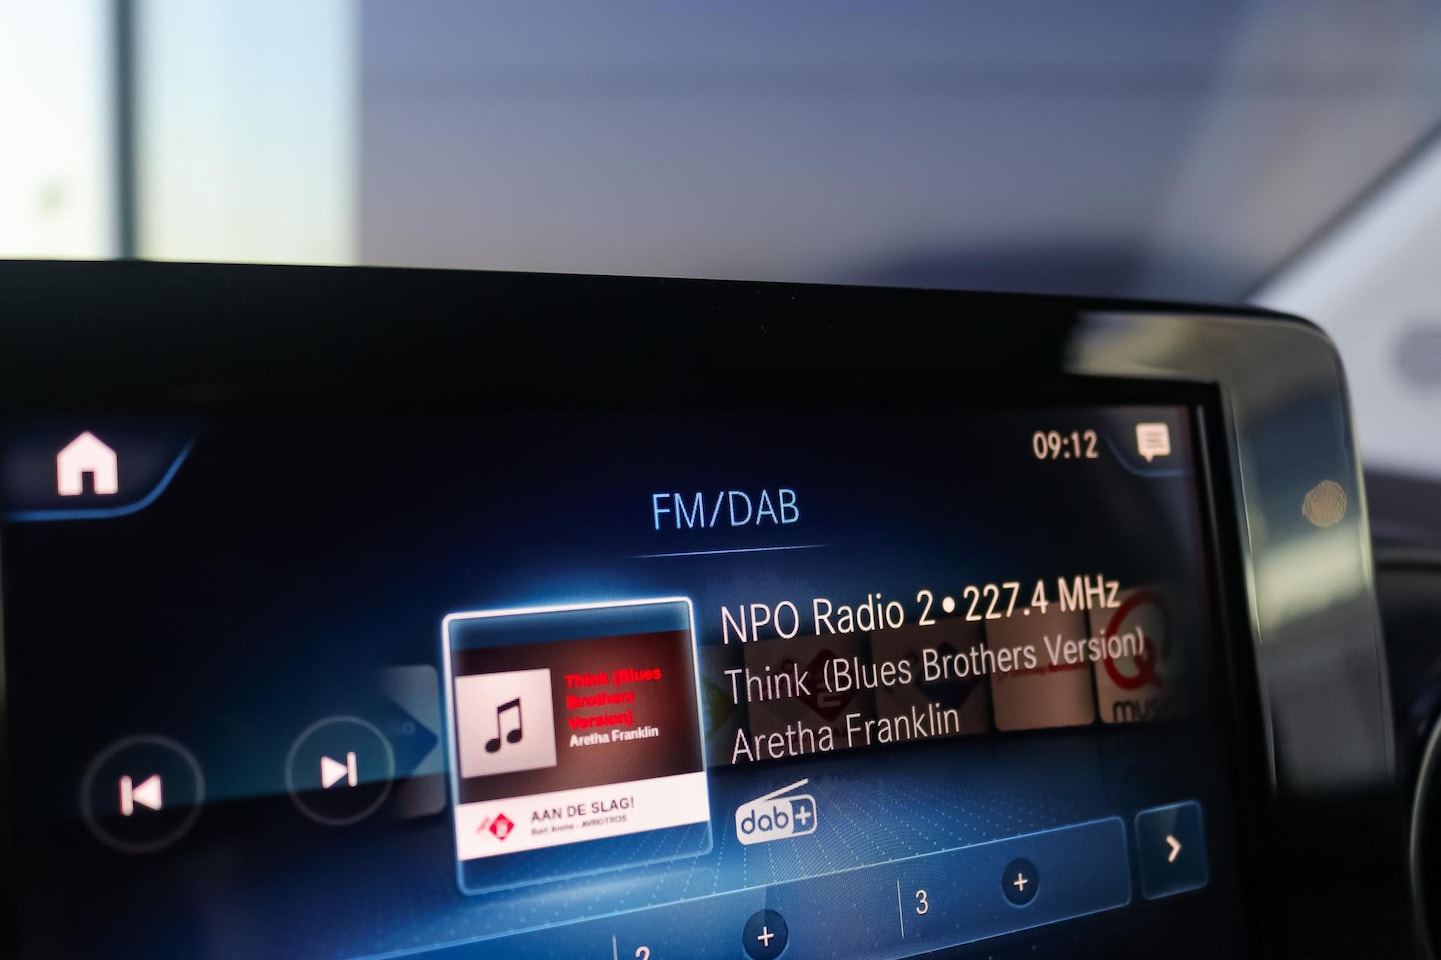 09:12
FM/DAB
NPO Radio 2 • 227.4 MHz
Think (Blues Brothers Version)
Aretha Franklin
Think (Blues
Brothers
Version)
Aretha Franklin
AAN DE SLAG!
dab+
music
2 +
3 +